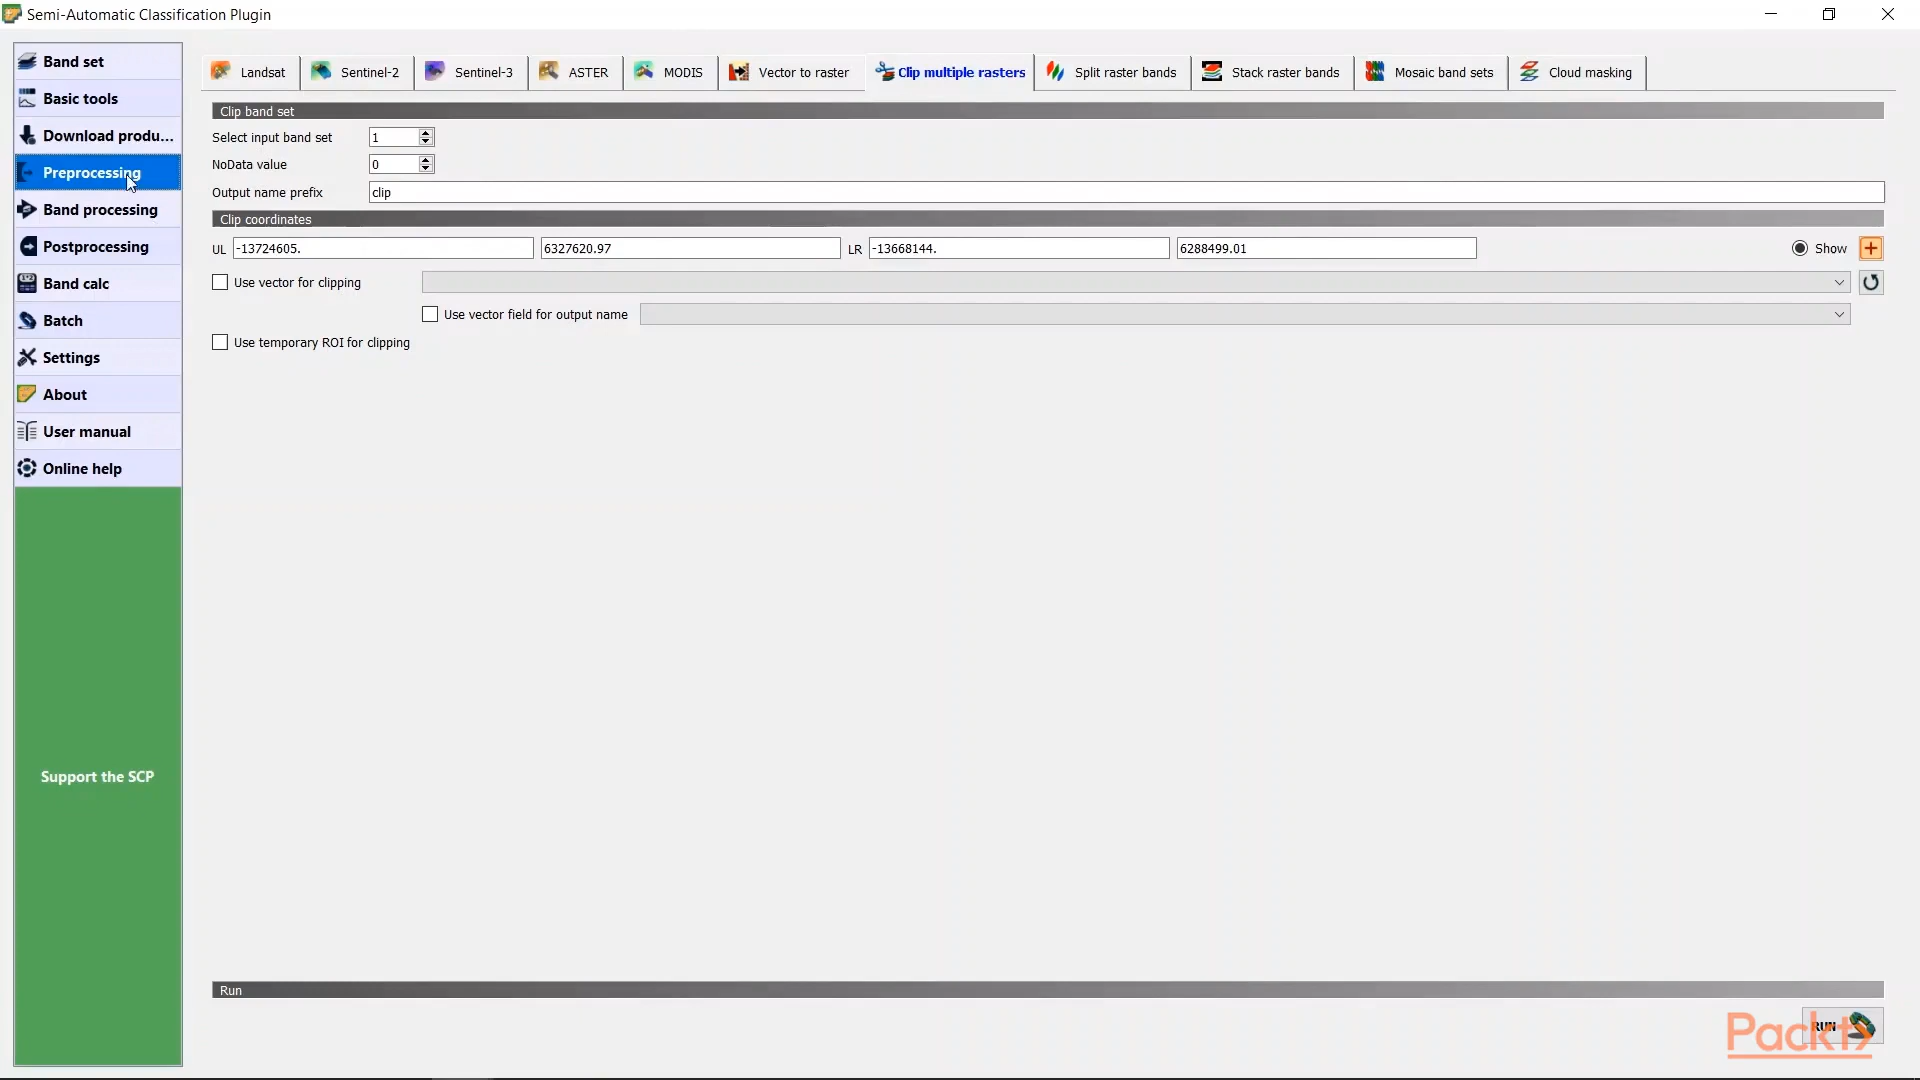 Semi-Automatic Classification Plugin
Band set
Basic tools
Download produ...
Preprocessing
Band processing
Postprocessing
Band calc
Batch
Settings
About
User manual
Online help
Support the SCP
Landsat
Sentinel-2
Sentinel-3
ASTER
MODIS
Vector to raster
Clip multiple rasters
Split raster bands
Stack raster bands
Mosaic band sets
Cloud masking
Clip band set
Select input band set 1
NoData value 0
Output name prefix clip
Clip coordinates
UL -13724605. 6327620.97 LR -13668144. 6288499.01 Show
Use vector for clipping
Use vector field for output name
Use temporary ROI for clipping
Run
RUN
Packt>